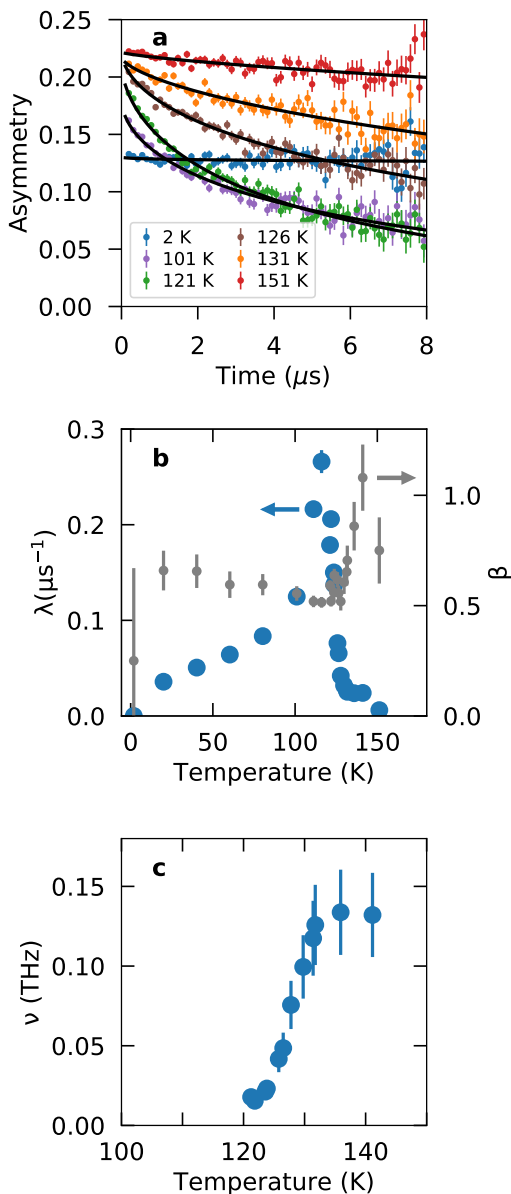 a
0.25
0.20
0.15
0.10
0.05
0.00
Asymmetry
2 K
101 K
121 K
126 K
131 K
151 K
0 2 4 6 8
Time (μs)
b
0.3
0.2
0.1
0.0
λ(μs⁻¹)
1.0
0.5
0.0
β
0 50 100 150
Temperature (K)
c
0.15
0.10
0.05
0.00
ν (THz)
100 120 140
Temperature (K)